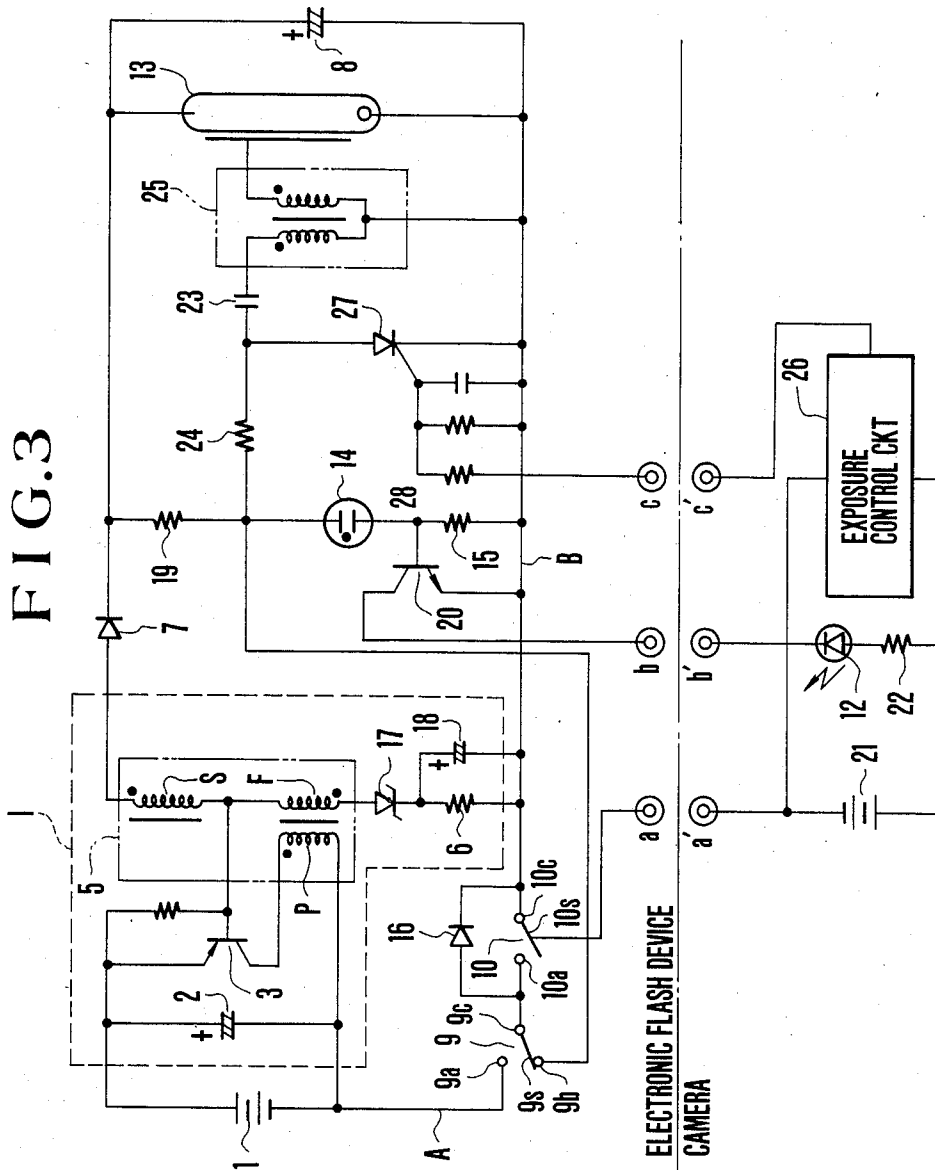 FIG.3
1
5
S
F
P
2
3
1
A
7
17
18
6
16
9
9a
9b
9c
9s
10
10a
10c
10s
19
24
14
28
15
20
B
23
25
27
13
8
+
+
+
a
b
c
ELECTRONIC FLASH DEVICE
CAMERA
a'
b'
c'
21
12
22
26
EXPOSURE
CONTROL CKT